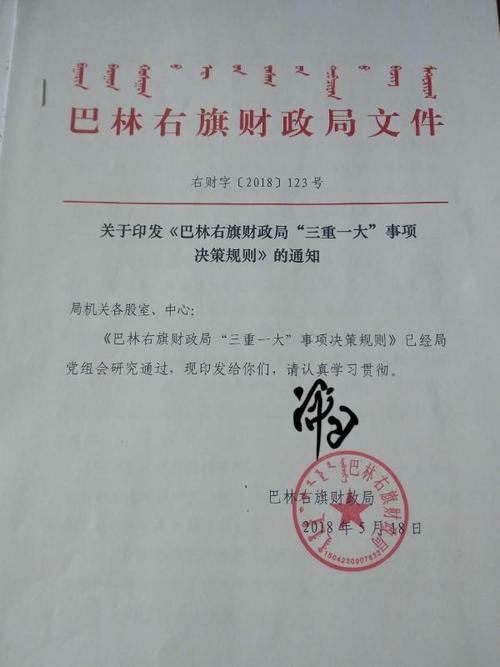 巴林右旗财政局文件
右财字〔2018〕123号
关于印发《巴林右旗财政局“三重一大”事项
决策规则》的通知
局机关各股室、中心：
《巴林右旗财政局“三重一大”事项决策规则》已经局
党组会研究通过，现印发给你们，请认真学习贯彻。
巴林右旗财政局
2018年5月18日
巴林右旗财政局